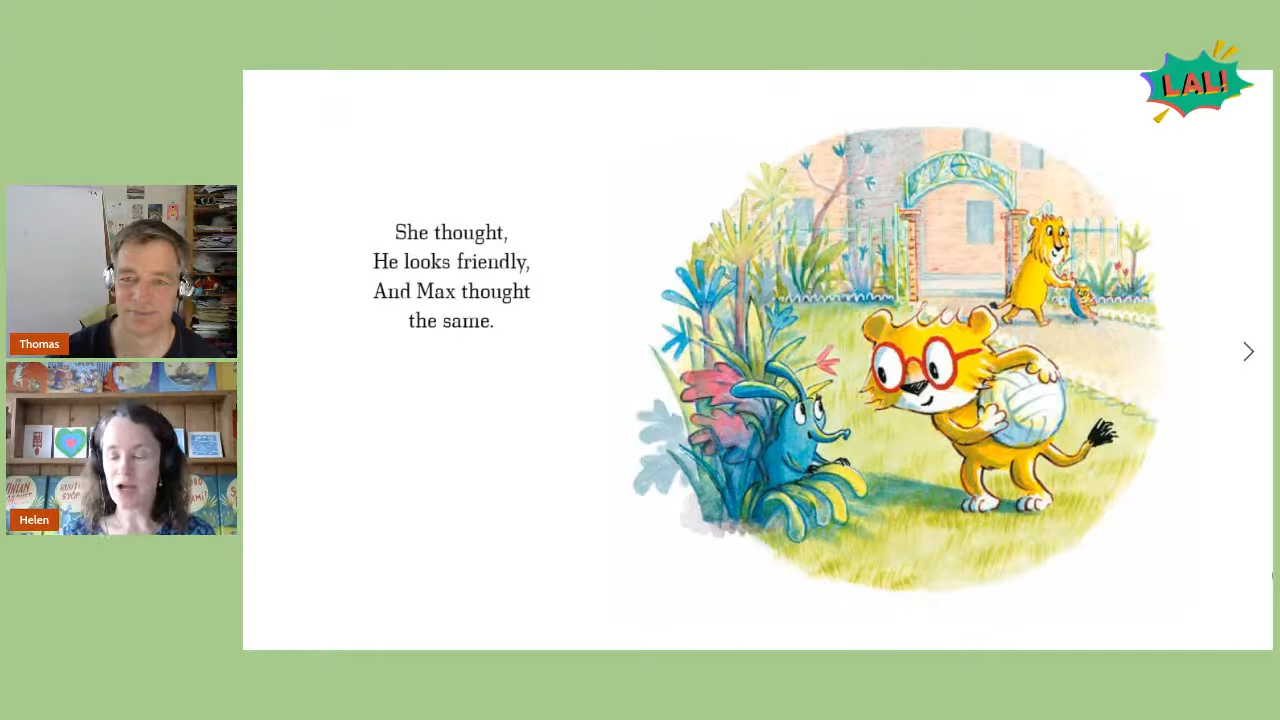 LAL!
She thought,
He looks friendly,
And Max thought
the same.
Thomas
Helen